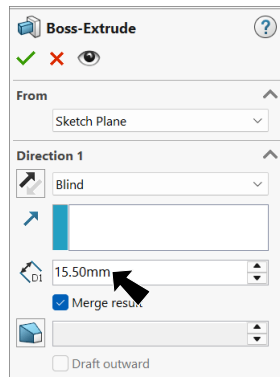 Boss-Extrude
?
From
Sketch Plane
Direction 1
Blind
D1
15.50mm
Merge result
Draft outward